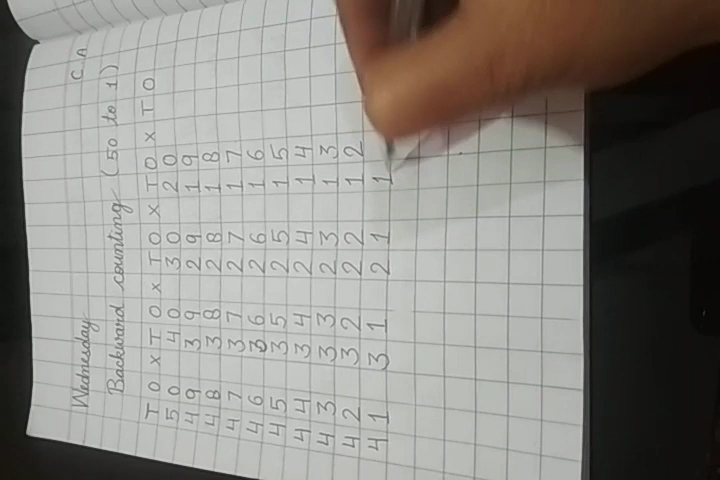 Wednesday C.A
Backward counting (50 to 1)
T O x T O x T O x T O x T O
5 0 4 0 3 0 2 0
4 9 3 9 2 9 1 9
4 8 3 8 2 8 1 8
4 7 3 7 2 7 1 7
4 6 3 6 2 6 1 6
4 5 3 5 2 5 1 5
4 4 3 4 2 4 1 4
4 3 3 3 2 3 1 3
4 2 3 2 2 2 1 2
4 1 3 1 2 1 1